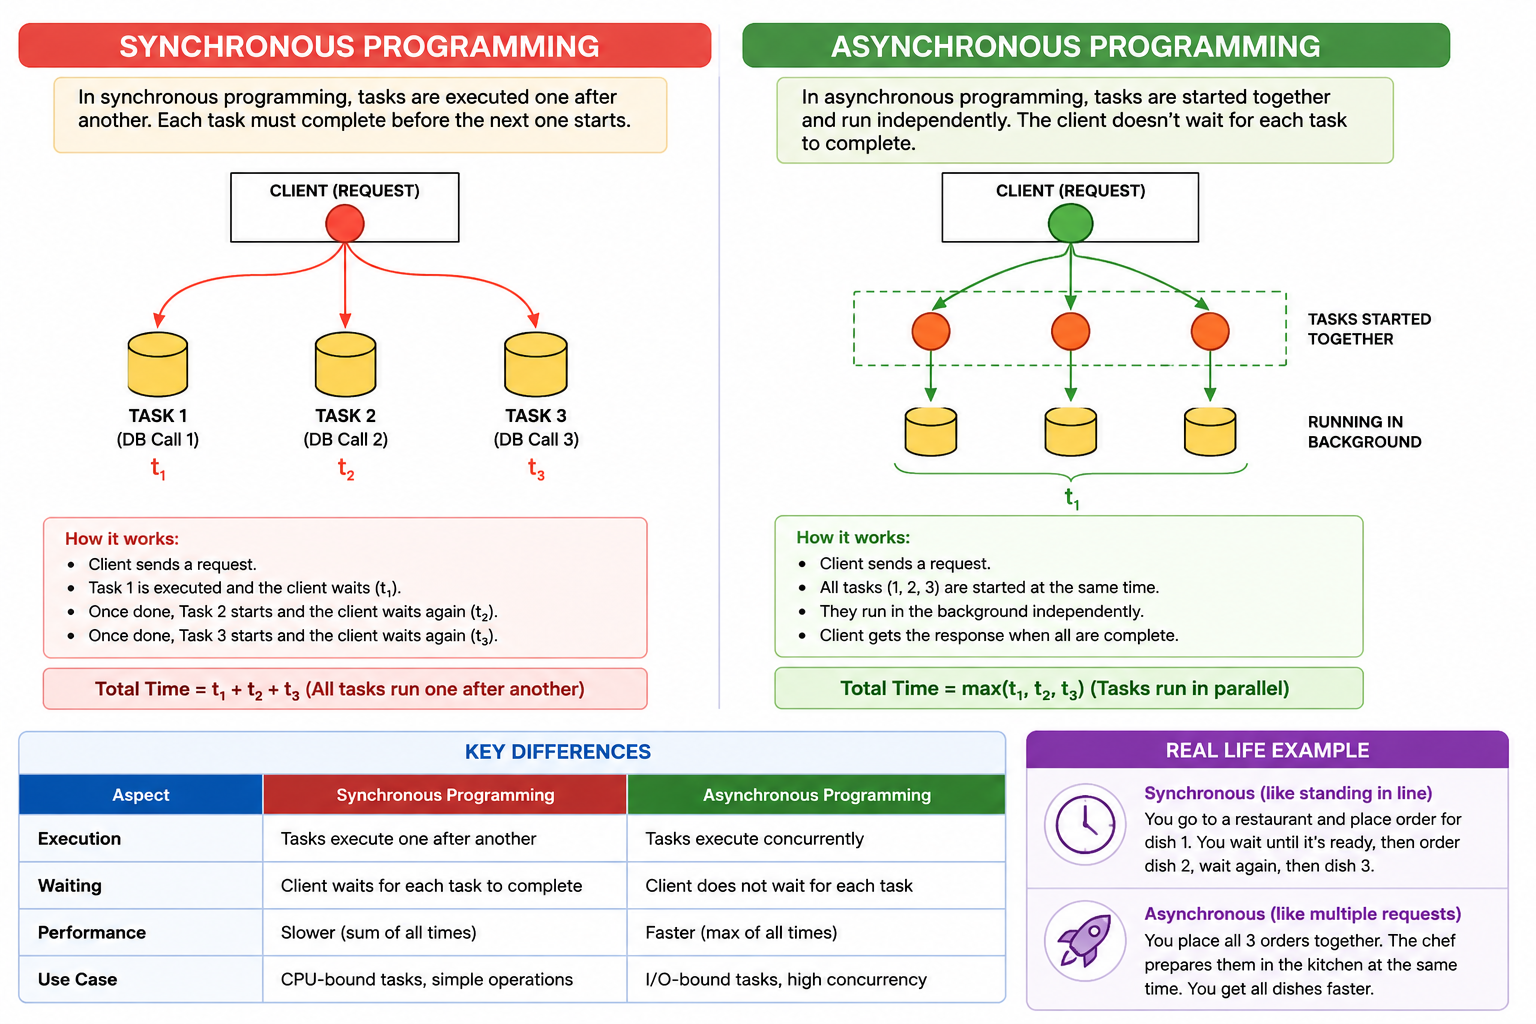 SYNCHRONOUS PROGRAMMING
In synchronous programming, tasks are executed one after
another. Each task must complete before the next one starts.
CLIENT (REQUEST)
TASK 1
(DB Call 1)
t₁
TASK 2
(DB Call 2)
t₂
TASK 3
(DB Call 3)
t₃
How it works:
• Client sends a request.
• Task 1 is executed and the client waits (t₁).
• Once done, Task 2 starts and the client waits again (t₂).
• Once done, Task 3 starts and the client waits again (t₃).
Total Time = t₁ + t₂ + t₃ (All tasks run one after another)
ASYNCHRONOUS PROGRAMMING
In asynchronous programming, tasks are started together
and run independently. The client doesn't wait for each task
to complete.
CLIENT (REQUEST)
TASKS STARTED
TOGETHER
RUNNING IN
BACKGROUND
t₁
How it works:
• Client sends a request.
• All tasks (1, 2, 3) are started at the same time.
• They run in the background independently.
• Client gets the response when all are complete.
Total Time = max(t₁, t₂, t₃) (Tasks run in parallel)
KEY DIFFERENCES
Aspect Synchronous Programming Asynchronous Programming
Execution Tasks execute one after another Tasks execute concurrently
Waiting Client waits for each task to complete Client does not wait for each task
Performance Slower (sum of all times) Faster (max of all times)
Use Case CPU-bound tasks, simple operations I/O-bound tasks, high concurrency
REAL LIFE EXAMPLE
Synchronous (like standing in line)
You go to a restaurant and place order for
dish 1. You wait until it's ready, then order
dish 2, wait again, then dish 3.
Asynchronous (like multiple requests)
You place all 3 orders together. The chef
prepares them in the kitchen at the same
time. You get all dishes faster.